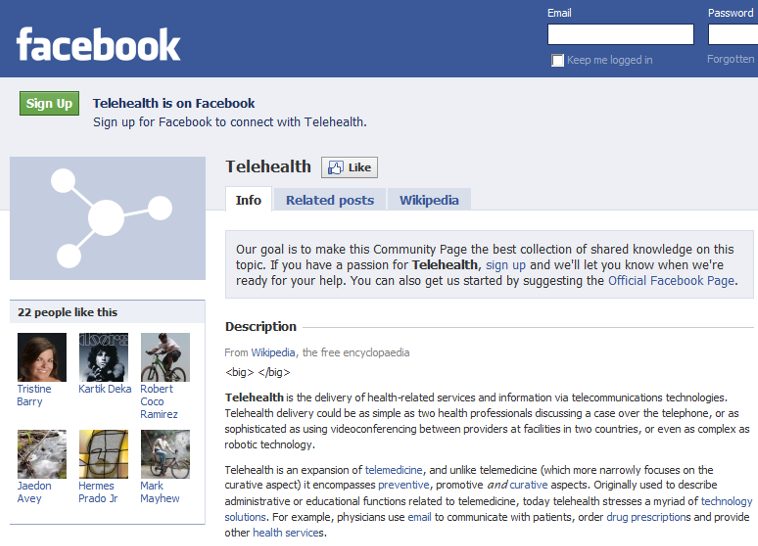 facebook
Email
Password
Keep me logged in
Forgotten
Sign Up
Telehealth is on Facebook
Sign up for Facebook to connect with Telehealth.
Telehealth
Like
Info
Related posts
Wikipedia
Our goal is to make this Community Page the best collection of shared knowledge on this
topic. If you have a passion for Telehealth, sign up and we'll let you know when we're
ready for your help. You can also get us started by suggesting the Official Facebook Page.
22 people like this
Tristine
Barry
Kartik Deka
Robert
Coco
Ramirez
Jaedon
Avey
Hermes
Prado Jr
Mark
Mayhew
Description
From Wikipedia, the free encyclopaedia
<big> </big>
Telehealth is the delivery of health-related services and information via telecommunications technologies.
Telehealth delivery could be as simple as two health professionals discussing a case over the telephone, or as
sophisticated as using videoconferencing between providers at facilities in two countries, or even as complex as
robotic technology.
Telehealth is an expansion of telemedicine, and unlike telemedicine (which more narrowly focuses on the
curative aspect) it encompasses preventive, promotive and curative aspects. Originally used to describe
administrative or educational functions related to telemedicine, today telehealth stresses a myriad of technology
solutions. For example, physicians use email to communicate with patients, order drug prescriptions and provide
other health services.